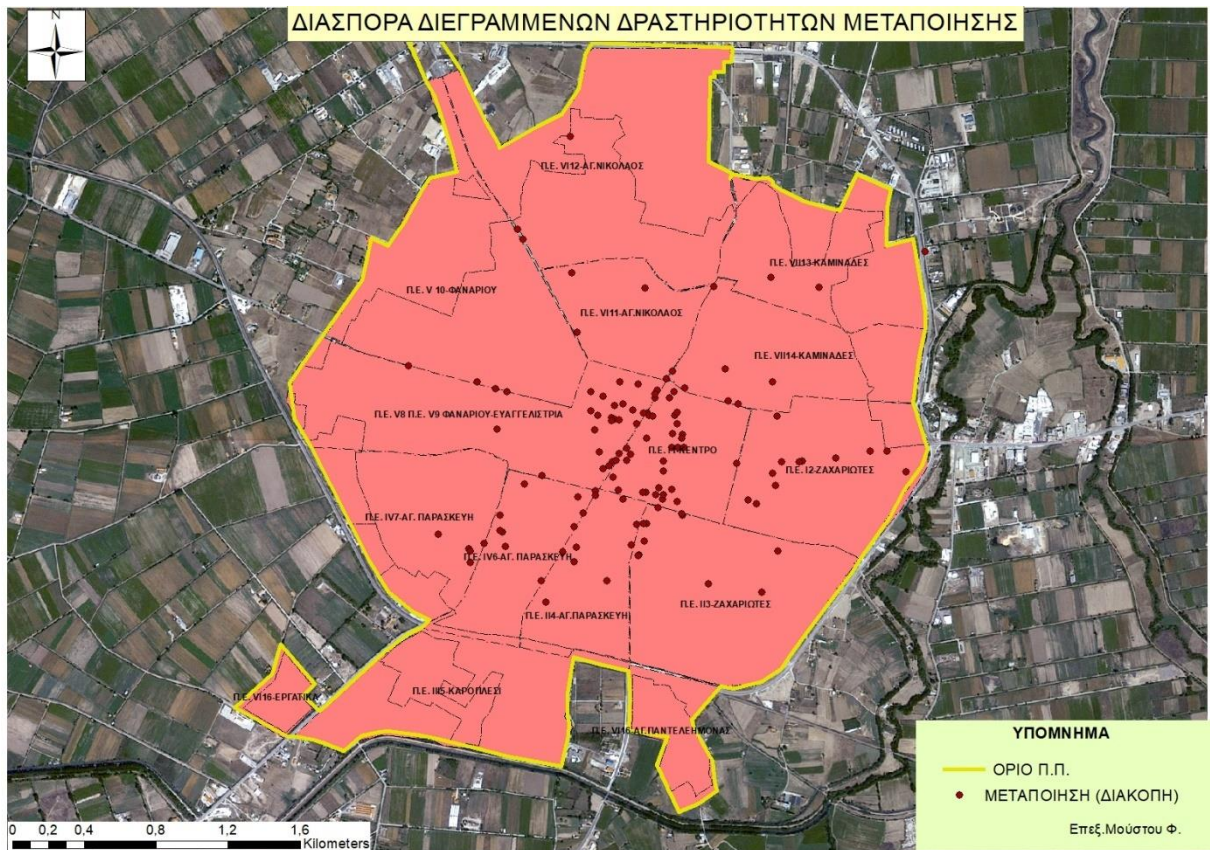 ΔΙΑΣΠΟΡΑ ΔΙΕΓΡΑΜΜΕΝΩΝ ΔΡΑΣΤΗΡΙΟΤΗΤΩΝ ΜΕΤΑΠΟΙΗΣΗΣ
N
Π.Ε. VI12-ΑΓ.ΝΙΚΟΛΑΟΣ
Π.Ε. VII13-ΚΑΜΙΝΑΔΕΣ
Π.Ε. V 10-ΦΑΝΑΡΙΟΥ
Π.Ε. VI11-ΑΓ.ΝΙΚΟΛΑΟΣ
Π.Ε. VII14-ΚΑΜΙΝΑΔΕΣ
Π.Ε. V8 Π.Ε. V9 ΦΑΝΑΡΙΟΥ-ΕΥΑΓΓΕΛΙΣΤΡΙΑ
Π.Ε. ΚΕΝΤΡΟ
Π.Ε. I2-ΖΑΧΑΡΙΩΤΕΣ
Π.Ε. IV7-ΑΓ. ΠΑΡΑΣΚΕΥΗ
Π.Ε. IV6-ΑΓ. ΠΑΡΑΣΚΕΥΗ
Π.Ε. II3-ΖΑΧΑΡΙΩΤΕΣ
Π.Ε. II4-ΑΓ.ΠΑΡΑΣΚΕΥΗ
Π.Ε. VI16-ΕΡΓΑΤΙΚΑ
Π.Ε. III5-ΚΑΡΟΠΛΕΣΙ
Π.Ε. VI16 ΑΓ.ΠΑΝΤΕΛΕΗΜΟΝΑΣ
ΥΠΟΜΝΗΜΑ
ΟΡΙΟ Π.Π.
ΜΕΤΑΠΟΙΗΣΗ (ΔΙΑΚΟΠΗ)
Επεξ.Μούστου Φ.
0 0,2 0,4 0,8 1,2 1,6
Kilometers